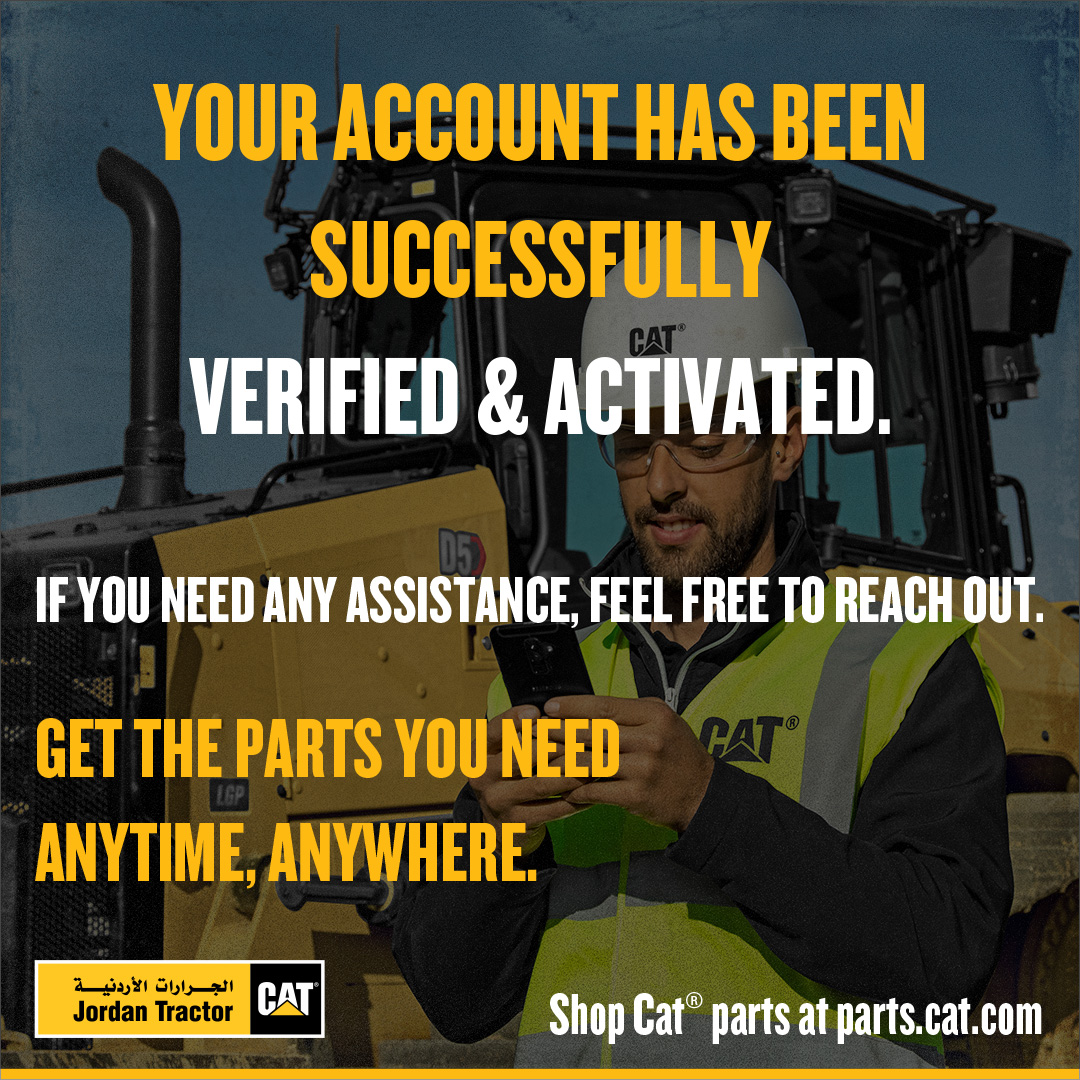 YOUR ACCOUNT HAS BEEN
SUCCESSFULLY
CAT®
VERIFIED & ACTIVATED.
D5
IF YOU NEED ANY ASSISTANCE, FEEL FREE TO REACH OUT.
CAT®
GET THE PARTS YOU NEED
LGP
ANYTIME, ANYWHERE.
الجـرارات الأردنيـــة
Jordan Tractor
CAT®
Shop Cat® parts at parts.cat.com